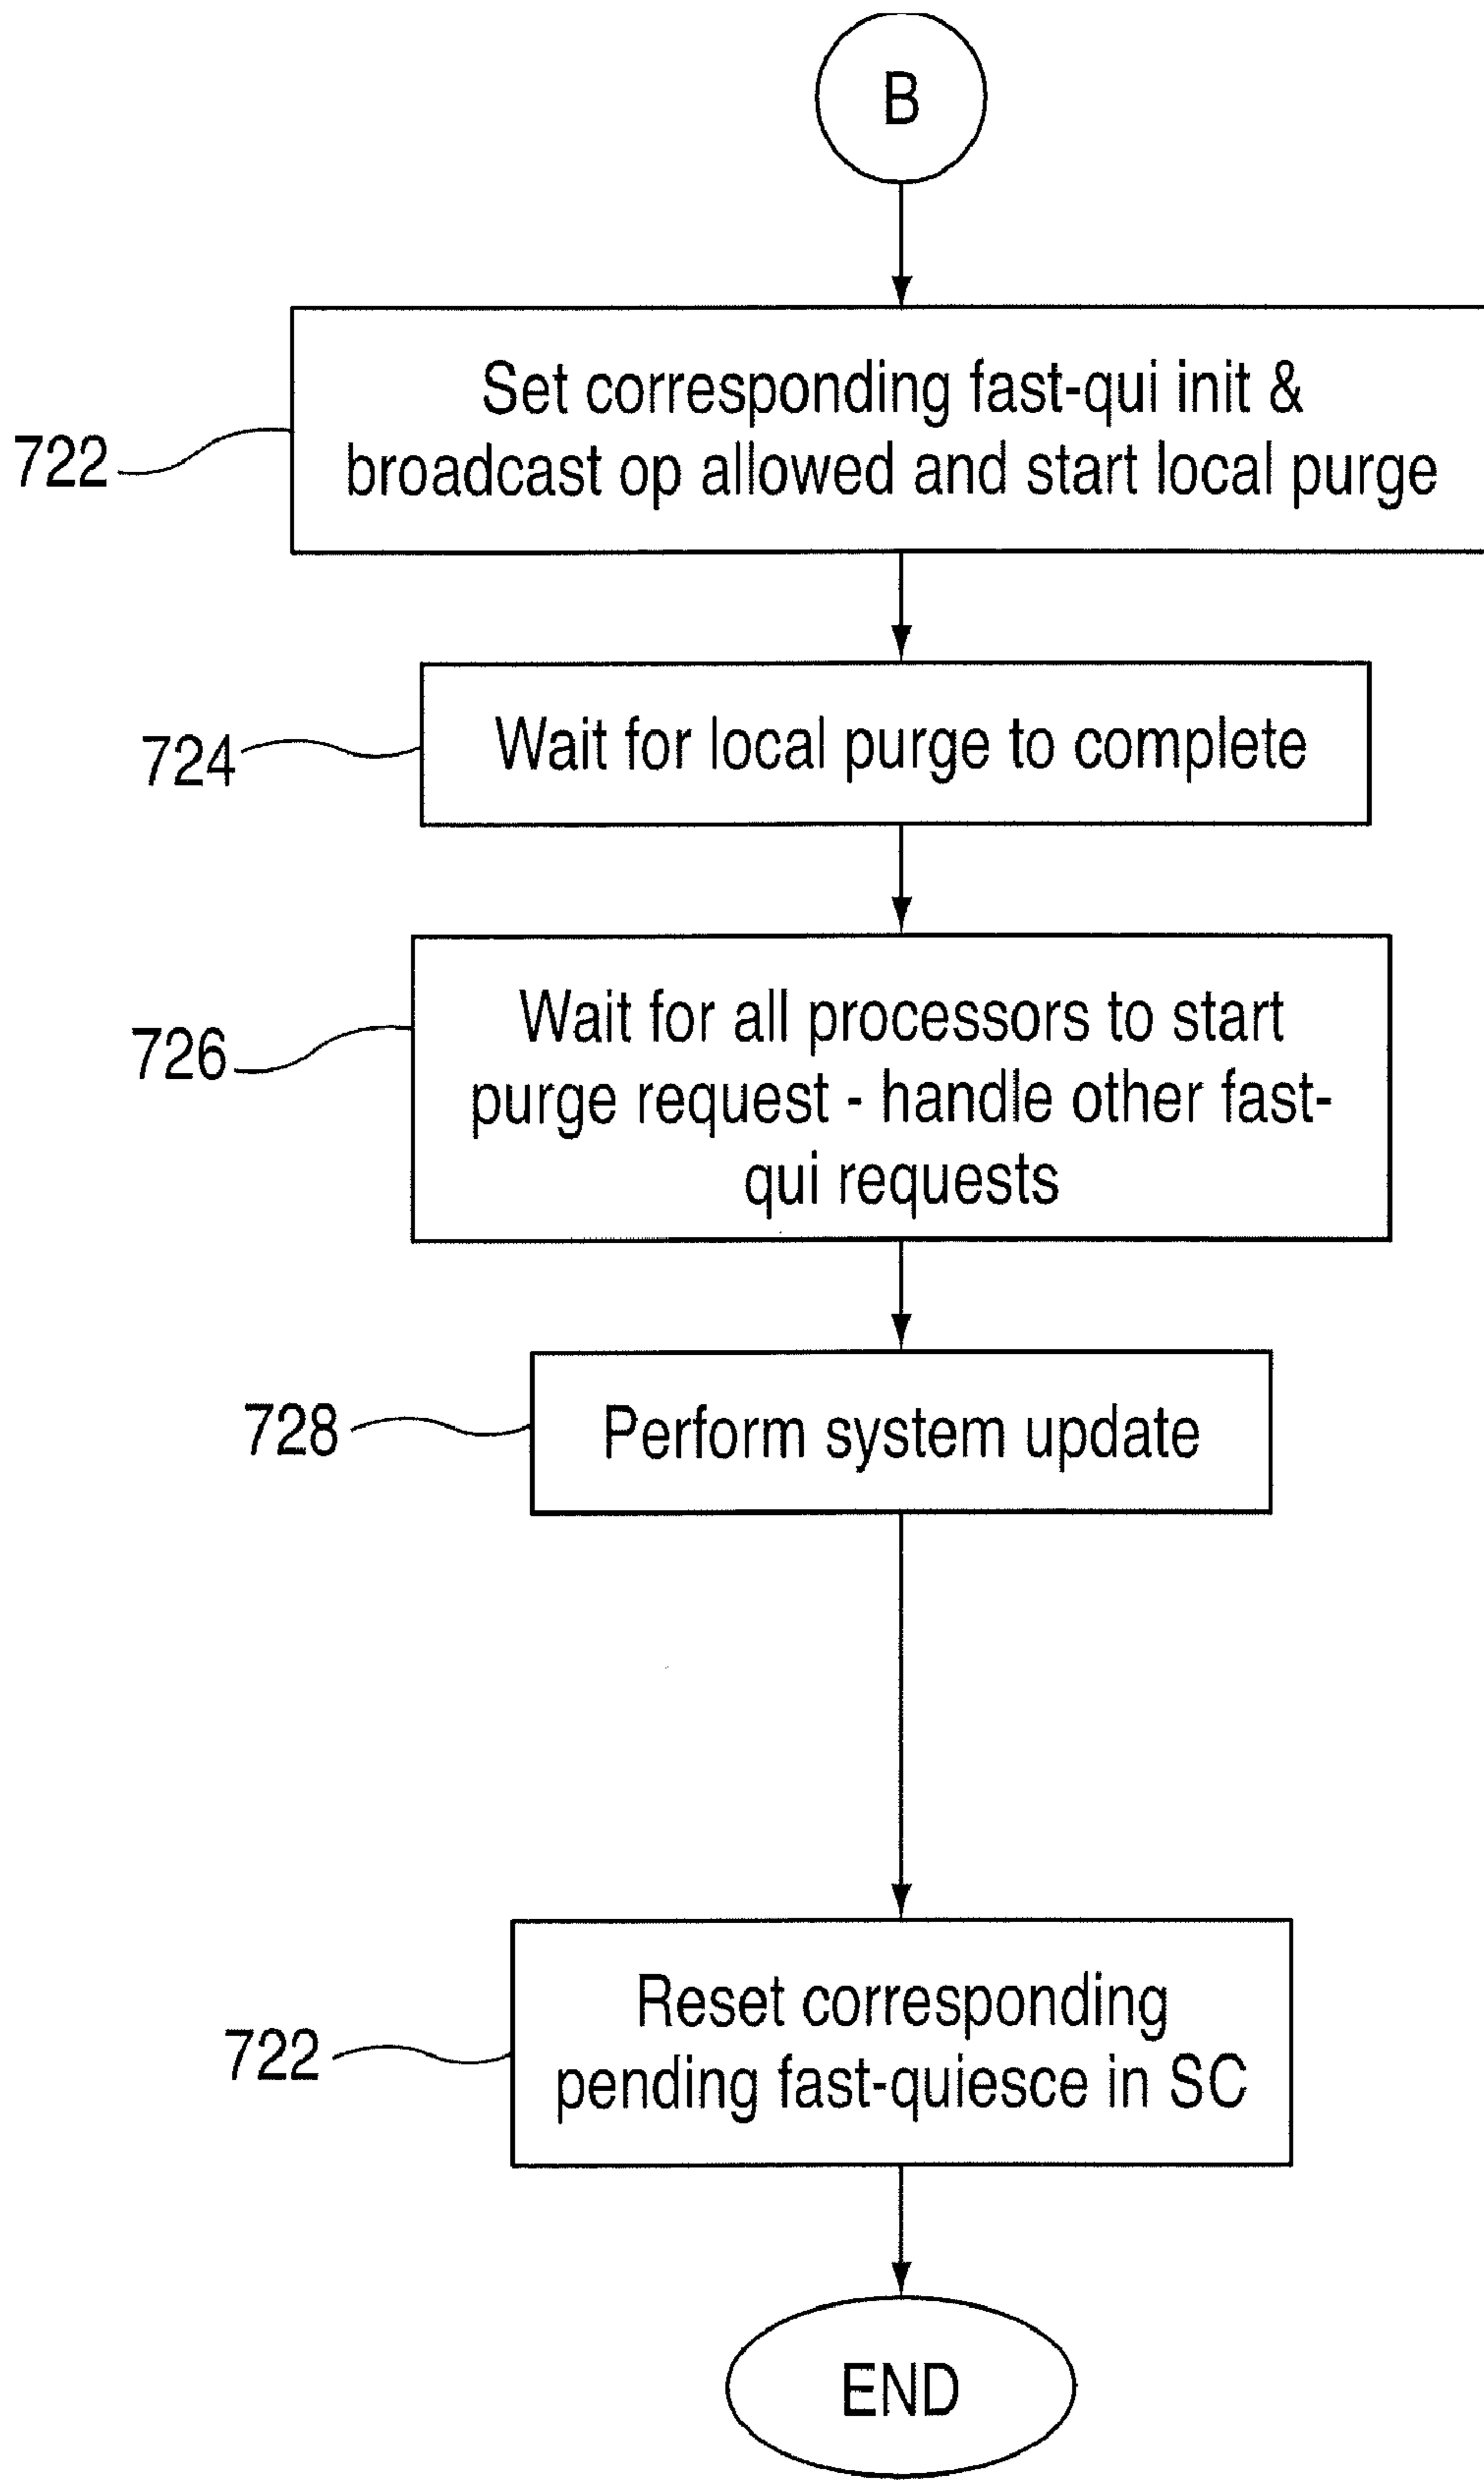 B
Set corresponding fast-qui init &
722
broadcast op allowed and start local purge
724
Wait for local purge to complete
Wait for all processors to start
726
purge request - handle other fast-
qui requests
728
Perform system update
Reset corresponding
722
pending fast-quiesce in SC
END